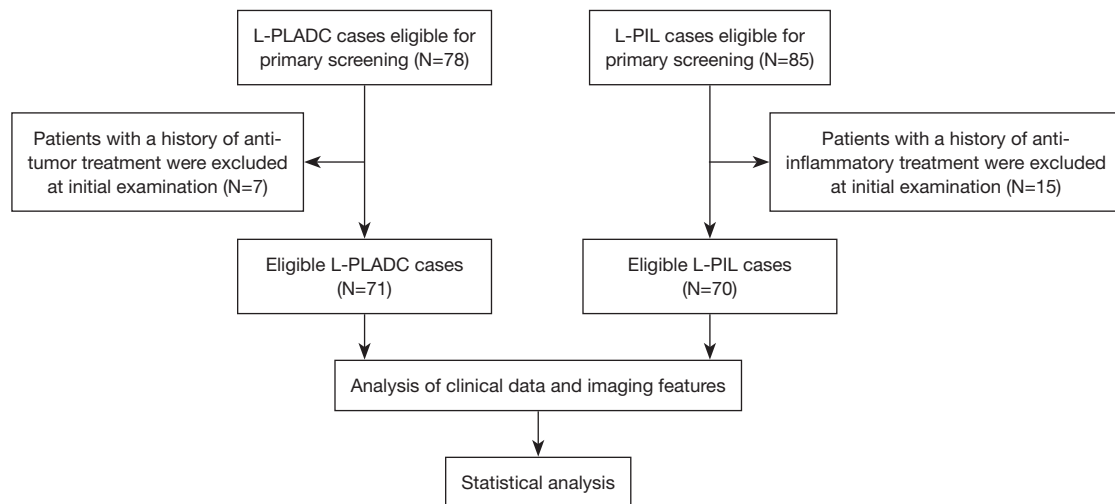 L-PLADC cases eligible for
primary screening (N=78)
L-PIL cases eligible for
primary screening (N=85)
Patients with a history of anti-
tumor treatment were excluded
at initial examination (N=7)
Patients with a history of anti-
inflammatory treatment were excluded
at initial examination (N=15)
Eligible L-PLADC cases
(N=71)
Eligible L-PIL cases
(N=70)
Analysis of clinical data and imaging features
Statistical analysis